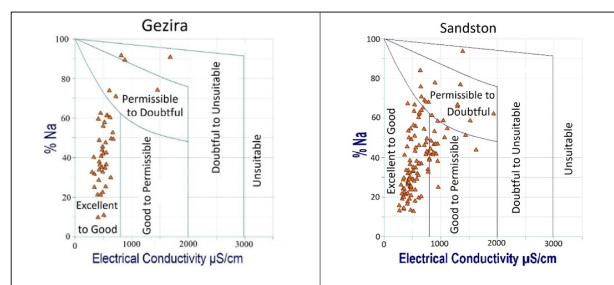 Gezira
% Na
100
80
60
40
20
0
0
1000
2000
3000
Permissible
to Doubtful
Excellent
to Good
Good to Permissible
Doubtful to Unsuitable
Unsuitable
Electrical Conductivity µS/cm
Sandston
% Na
100
80
60
40
20
0
0
1000
2000
3000
Permissible to
Doubtful
Excellent to Good
Good to Permissible
Doubtful to Unsuitable
Unsuitable
Electrical Conductivity µS/cm